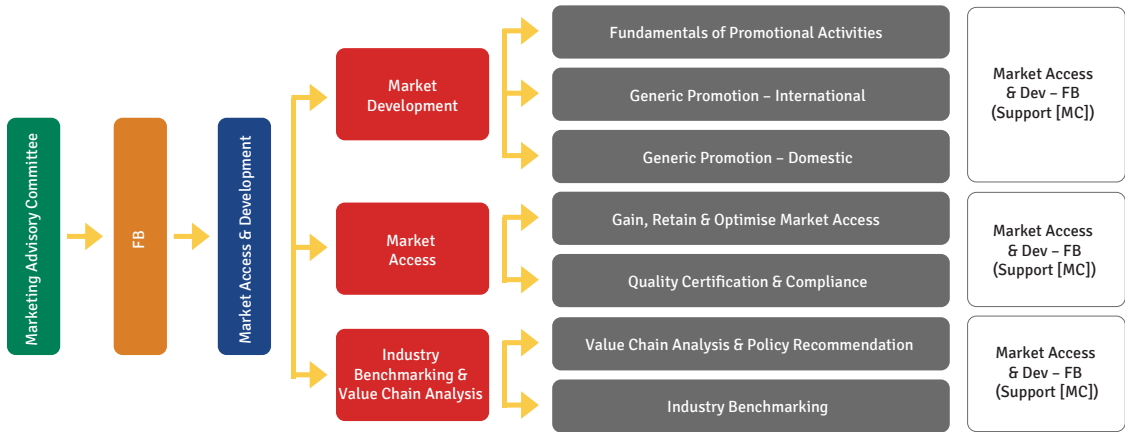 Marketing Advisory Committee
FB
Market Access & Development
Market
Development
Fundamentals of Promotional Activities
Generic Promotion – International
Generic Promotion – Domestic
Market Access
& Dev – FB
(Support [MC])
Market
Access
Gain, Retain & Optimise Market Access
Quality Certification & Compliance
Market Access
& Dev – FB
(Support [MC])
Industry
Benchmarking &
Value Chain Analysis
Value Chain Analysis & Policy Recommendation
Industry Benchmarking
Market Access
& Dev – FB
(Support [MC])